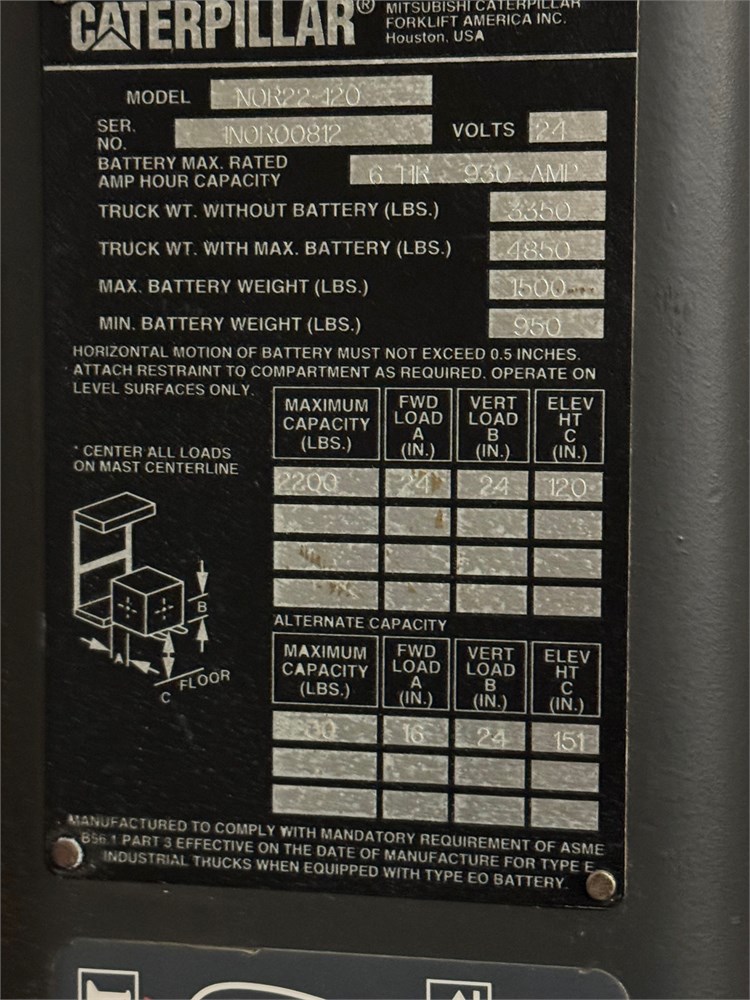 CATERPILLAR®
MITSUBISHI CATERPILLAR
FORKLIFT AMERICA INC.
Houston, USA
MODEL NOR22-120
SER. NO. 1NOR00812 VOLTS 24
BATTERY MAX. RATED
AMP HOUR CAPACITY 6 HR 930 AMP
TRUCK WT. WITHOUT BATTERY (LBS.) 3350
TRUCK WT. WITH MAX. BATTERY (LBS.) 4850
MAX. BATTERY WEIGHT (LBS.) 1500
MIN. BATTERY WEIGHT (LBS.) 950
HORIZONTAL MOTION OF BATTERY MUST NOT EXCEED 0.5 INCHES.
ATTACH RESTRAINT TO COMPARTMENT AS REQUIRED. OPERATE ON
LEVEL SURFACES ONLY.
* CENTER ALL LOADS
ON MAST CENTERLINE
MAXIMUM CAPACITY (LBS.) FWD LOAD A (IN.) VERT LOAD B (IN.) ELEV HT C (IN.)
2200 24 24 120
B
A
C FLOOR
ALTERNATE CAPACITY
MAXIMUM CAPACITY (LBS.) FWD LOAD A (IN.) VERT LOAD B (IN.) ELEV HT C (IN.)
16 24 151
MANUFACTURED TO COMPLY WITH MANDATORY REQUIREMENT OF ASME
B56.1 PART 3 EFFECTIVE ON THE DATE OF MANUFACTURE FOR TYPE E
INDUSTRIAL TRUCKS WHEN EQUIPPED WITH TYPE EO BATTERY.